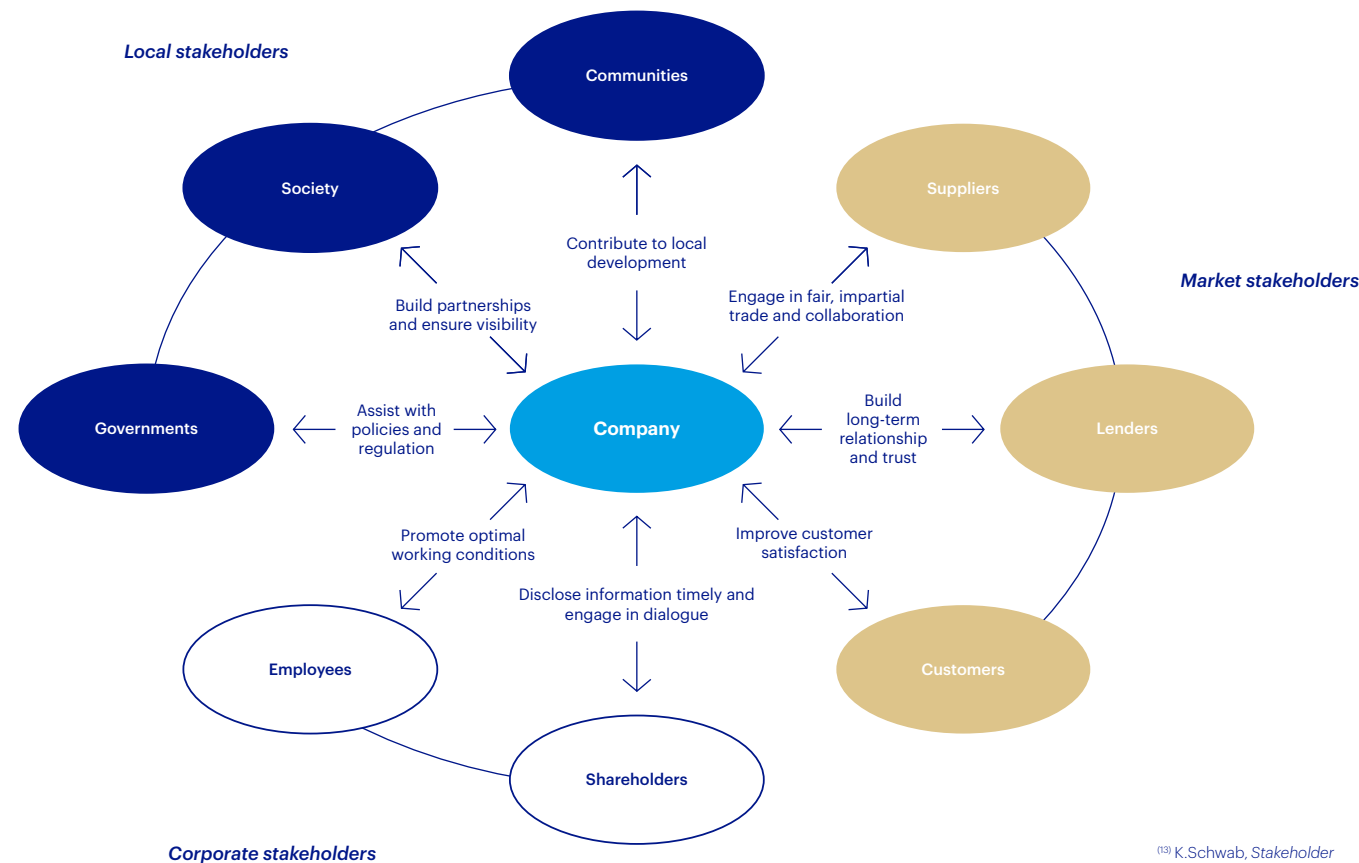 Local stakeholders
Communities
Society
Suppliers
Contribute to local
development
Market stakeholders
Build partnerships
and ensure visibility
Engage in fair, impartial
trade and collaboration
Governments
Assist with
policies and
regulation
Company
Build
long-term
relationship
and trust
Lenders
Promote optimal
working conditions
Improve customer
satisfaction
Disclose information timely and
engage in dialogue
Employees
Customers
Shareholders
Corporate stakeholders
(13) K.Schwab, Stakeholder